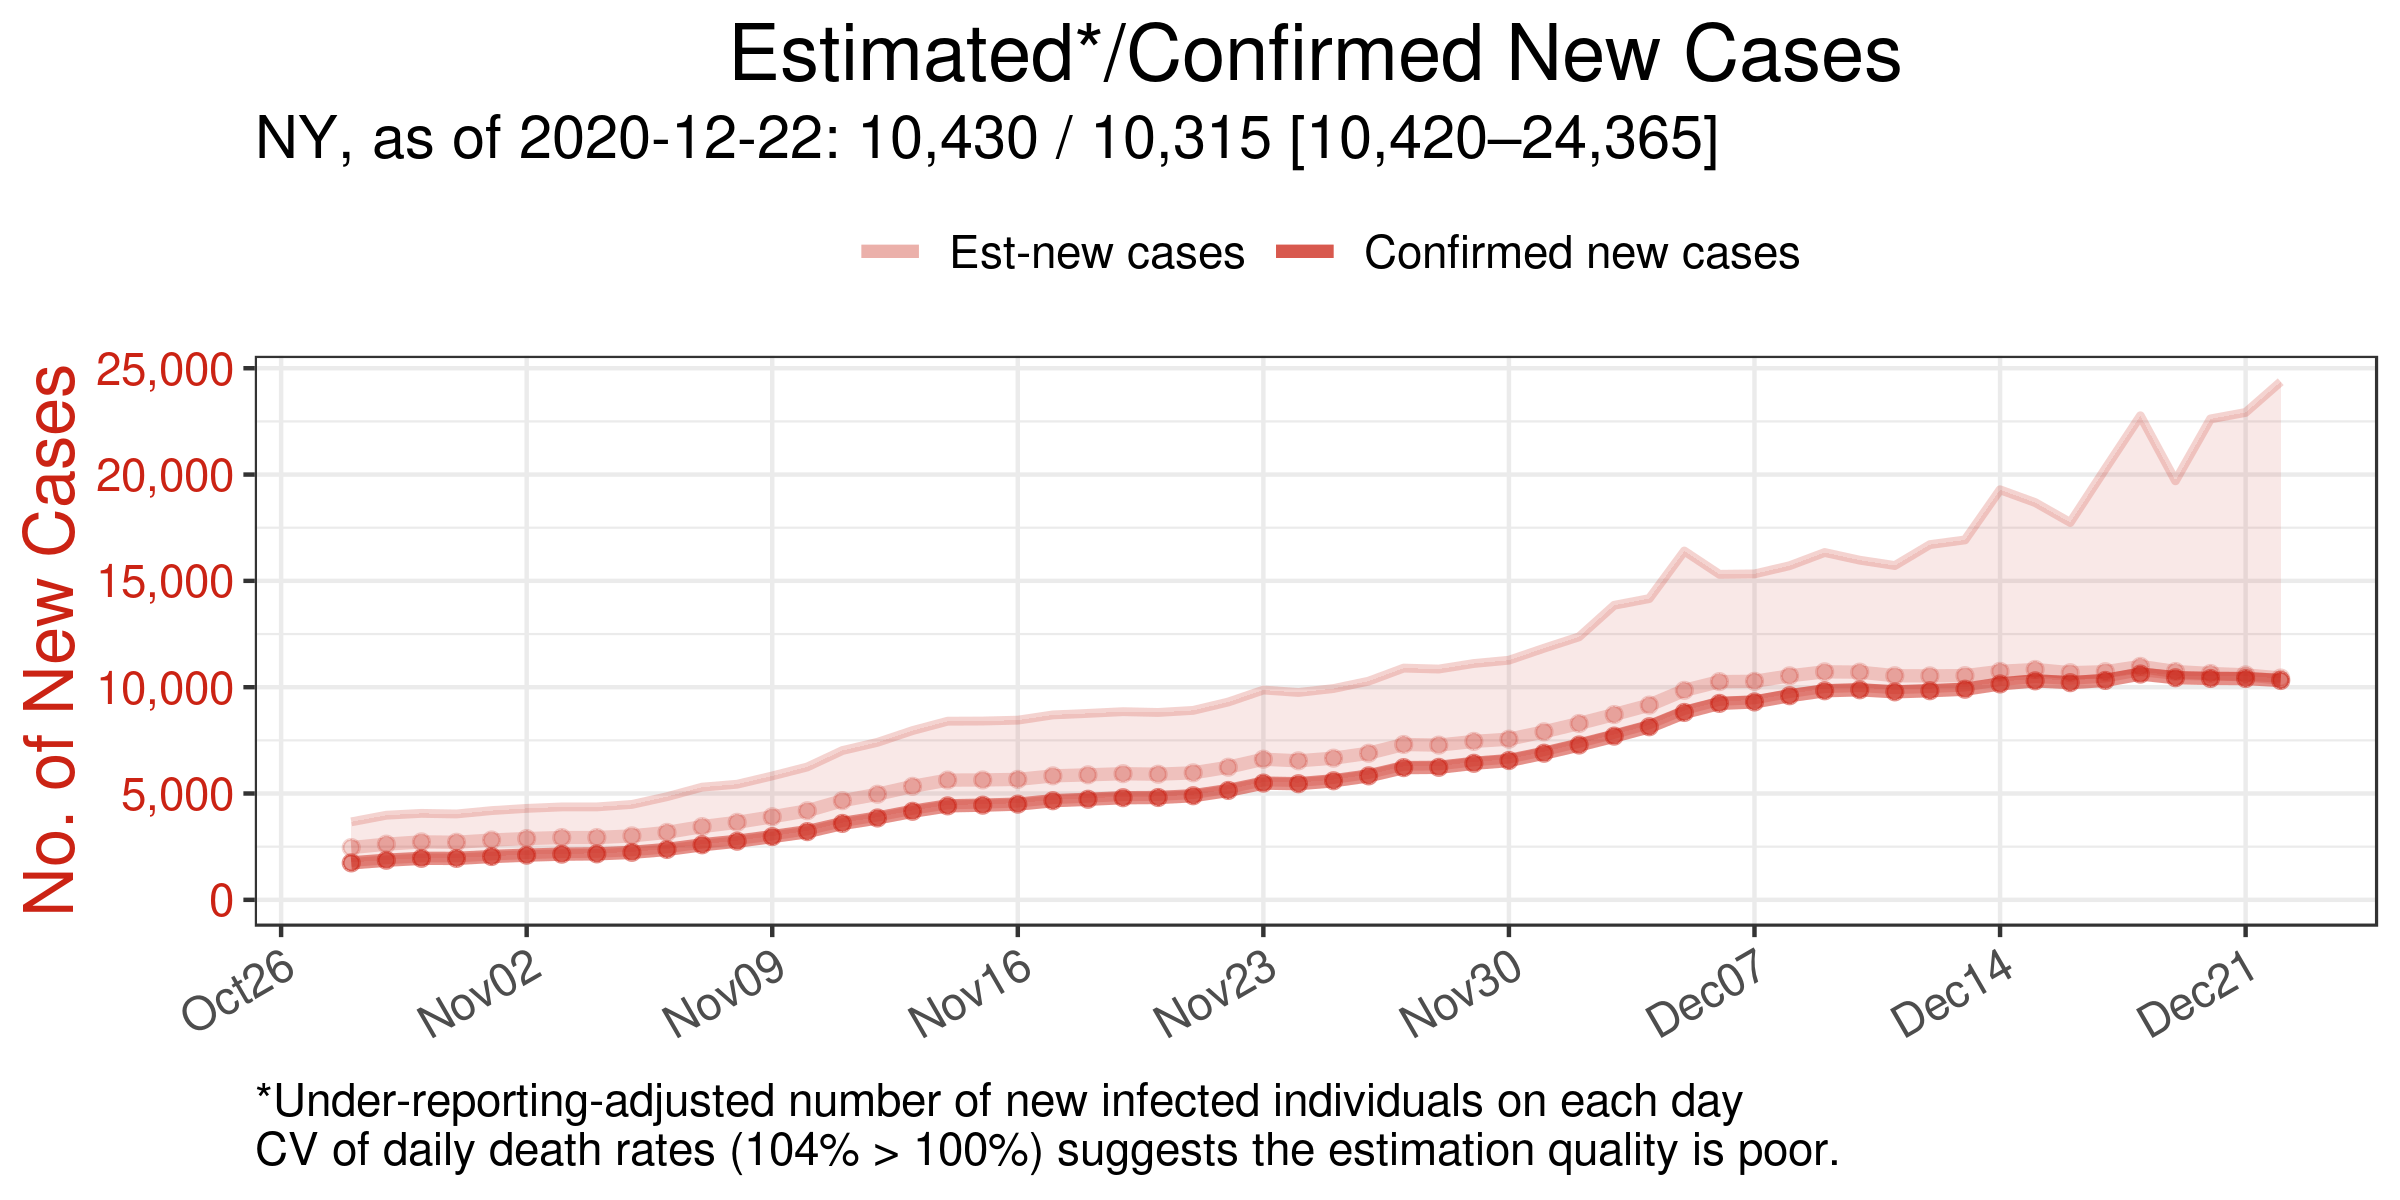 Estimated*/Confirmed New Cases
NY, as of 2020-12-22: 10,430 / 10,315 [10,420–24,365]
Est-new cases
Confirmed new cases
No. of New Cases
25,000
20,000
15,000
10,000
5,000
0
Oct26
Nov02
Nov09
Nov16
Nov23
Nov30
Dec07
Dec14
Dec21
*Under-reporting-adjusted number of new infected individuals on each day
CV of daily death rates (104% > 100%) suggests the estimation quality is poor.